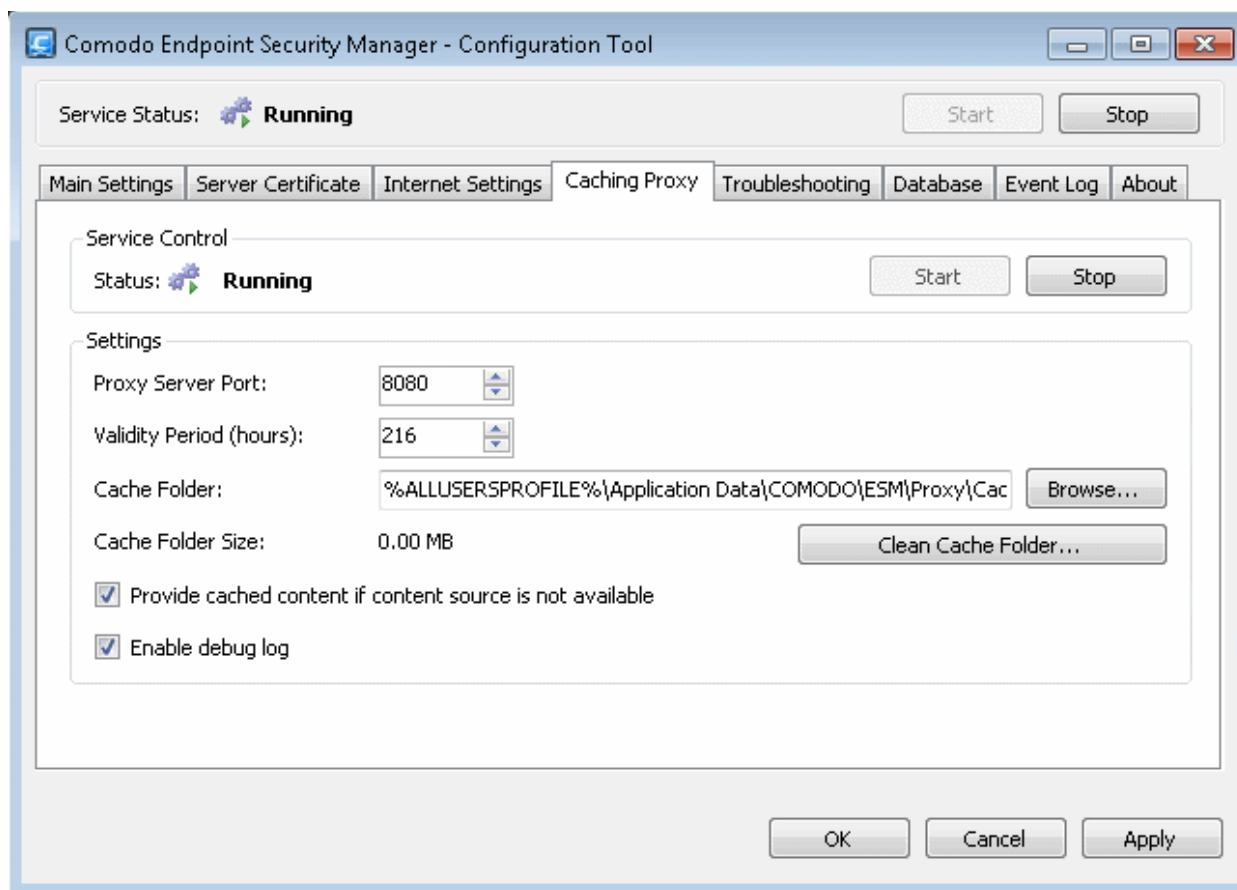 Comodo Endpoint Security Manager - Configuration Tool
Service Status: Running Start Stop
Main Settings Server Certificate Internet Settings Caching Proxy Troubleshooting Database Event Log About
Service Control
Status: Running Start Stop
Settings
Proxy Server Port: 8080
Validity Period (hours): 216
Cache Folder: %ALLUSERSPROFILE%\Application Data\COMODO\ESM\Proxy\Cac Browse...
Cache Folder Size: 0.00 MB Clean Cache Folder...
Provide cached content if content source is not available
Enable debug log
OK Cancel Apply